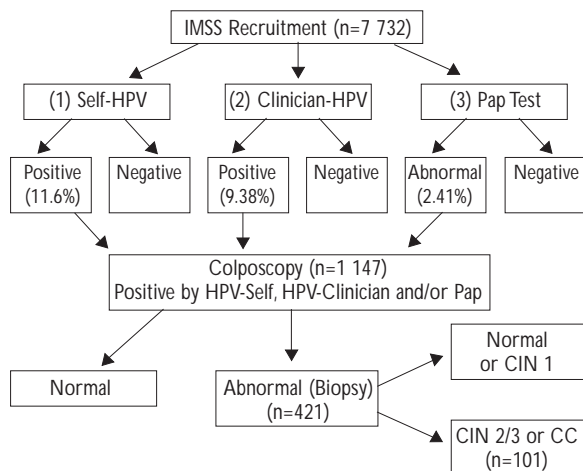 IMSS Recruitment (n=7 732)
(1) Self-HPV
(2) Clinician-HPV
(3) Pap Test
Positive
(11.6%)
Negative
Positive
(9.38%)
Negative
Abnormal
(2.41%)
Negative
Colposcopy (n=1 147)
Positive by HPV-Self, HPV-Clinician and/or Pap
Normal
Abnormal (Biopsy)
(n=421)
Normal
or CIN 1
CIN 2/3 or CC
(n=101)